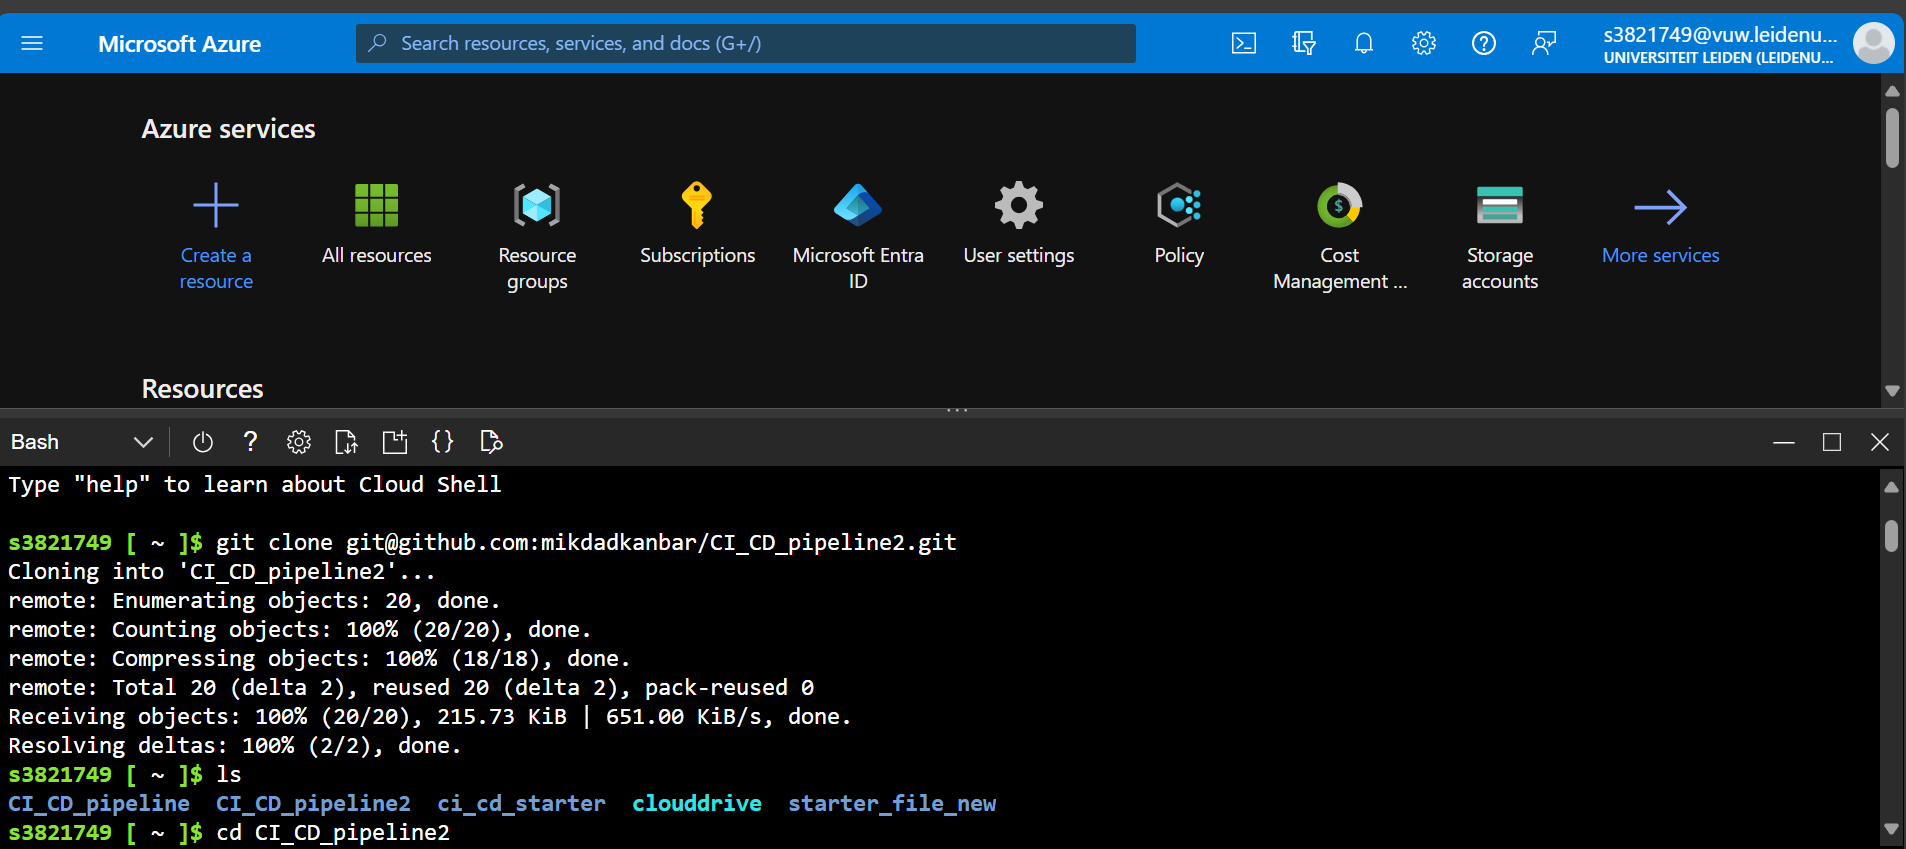 Microsoft Azure
Search resources, services, and docs (G+/)
s3821749@vuw.leidenu...
UNIVERSITEIT LEIDEN (LEIDENU...
Azure services
Create a
resource
All resources
Resource
groups
Subscriptions
Microsoft Entra
ID
User settings
Policy
Cost
Management ...
Storage
accounts
More services
Resources
Bash
Type "help" to learn about Cloud Shell
s3821749 [ ~ ]$ git clone git@github.com:mikdadkanbar/CI_CD_pipeline2.git
Cloning into 'CI_CD_pipeline2'...
remote: Enumerating objects: 20, done.
remote: Counting objects: 100% (20/20), done.
remote: Compressing objects: 100% (18/18), done.
remote: Total 20 (delta 2), reused 20 (delta 2), pack-reused 0
Receiving objects: 100% (20/20), 215.73 KiB | 651.00 KiB/s, done.
Resolving deltas: 100% (2/2), done.
s3821749 [ ~ ]$ ls
CI_CD_pipeline  CI_CD_pipeline2  ci_cd_starter  clouddrive  starter_file_new
s3821749 [ ~ ]$ cd CI_CD_pipeline2